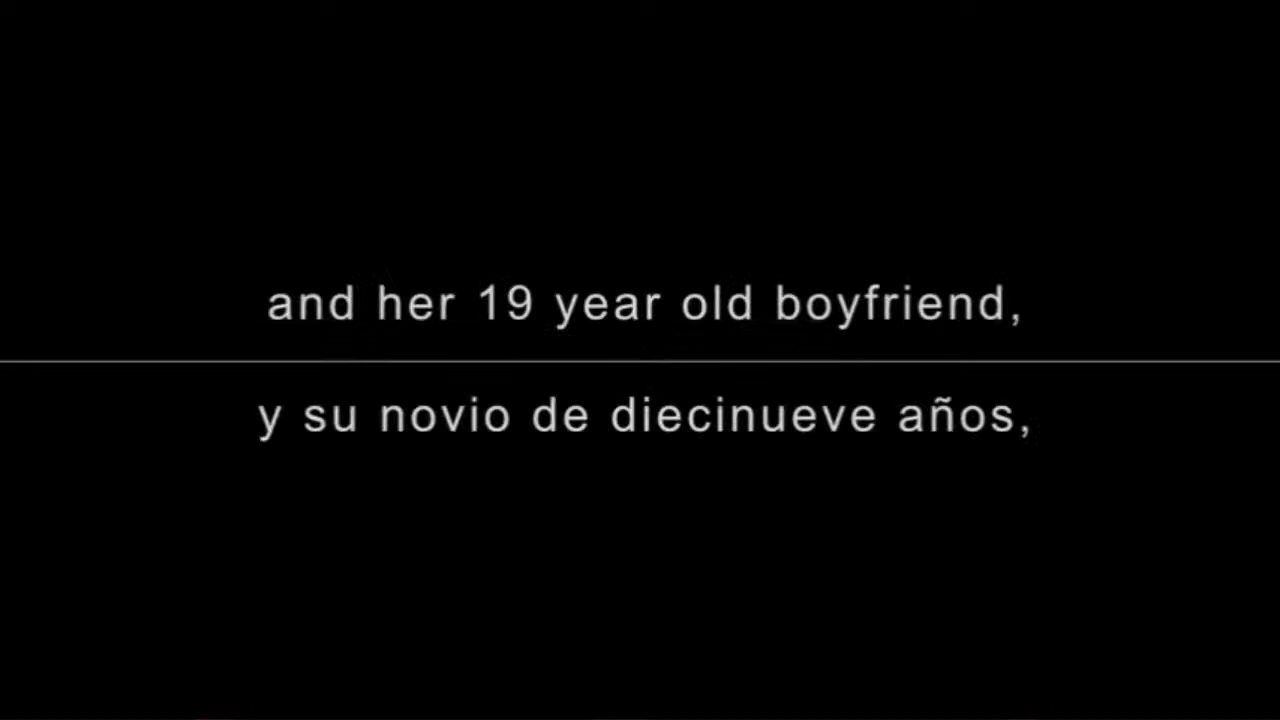 and her 19 year old boyfriend,
y su novio de diecinueve años,